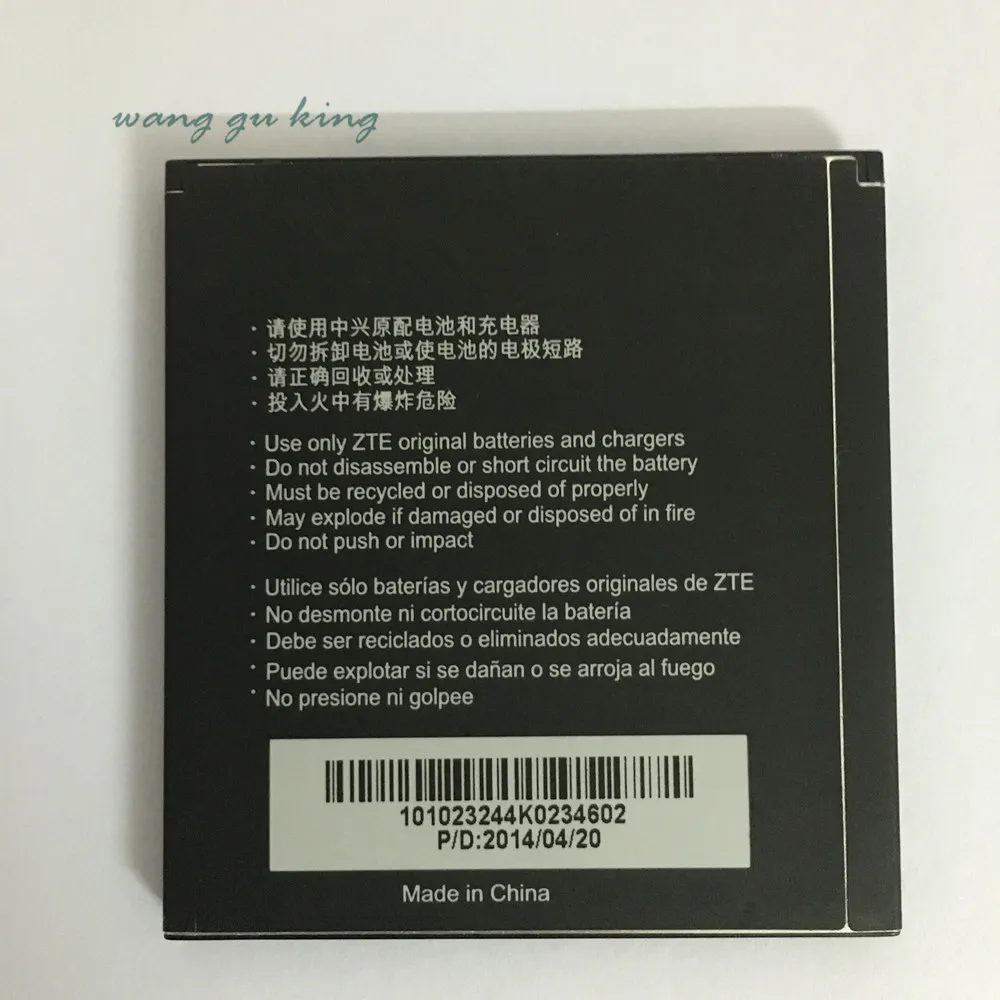 wang gu king
· 请使用中兴原配电池和充电器
· 切勿拆卸电池或使电池的电极短路
· 请正确回收或处理
· 投入火中有爆炸危险
· Use only ZTE original batteries and chargers
· Do not disassemble or short circuit the battery
· Must be recycled or disposed of properly
· May explode if damaged or disposed of in fire
· Do not push or impact
· Utilice sólo baterías y cargadores originales de ZTE
· No desmonte ni cortocircuite la batería
· Debe ser reciclados o eliminados adecuadamente
· Puede explotar si se dañan o se arroja al fuego
· No presione ni golpee
101023244K0234602
P/D:2014/04/20
Made in China